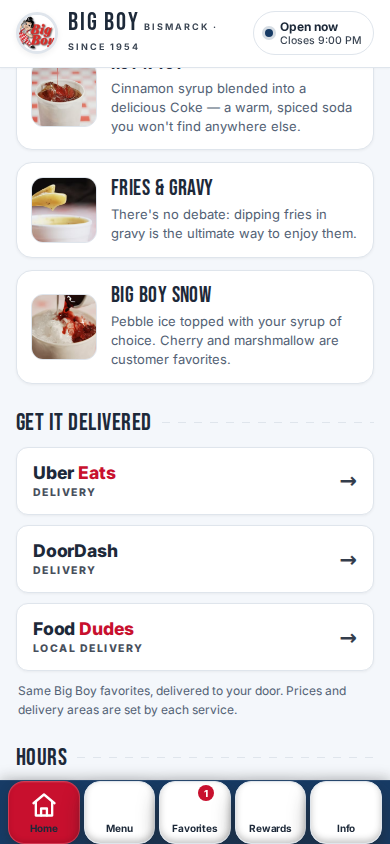 Big Boy
BIG BOY BISMARCK ·
SINCE 1954
Open now
Closes 9:00 PM
Cinnamon syrup blended into a
delicious Coke — a warm, spiced soda
you won't find anywhere else.
FRIES & GRAVY
There's no debate: dipping fries in
gravy is the ultimate way to enjoy them.
BIG BOY SNOW
Pebble ice topped with your syrup of
choice. Cherry and marshmallow are
customer favorites.
GET IT DELIVERED
Uber Eats
DELIVERY
→
DoorDash
DELIVERY
→
Food Dudes
LOCAL DELIVERY
→
Same Big Boy favorites, delivered to your door. Prices and
delivery areas are set by each service.
HOURS
1
Home
Menu
Favorites
Rewards
Info